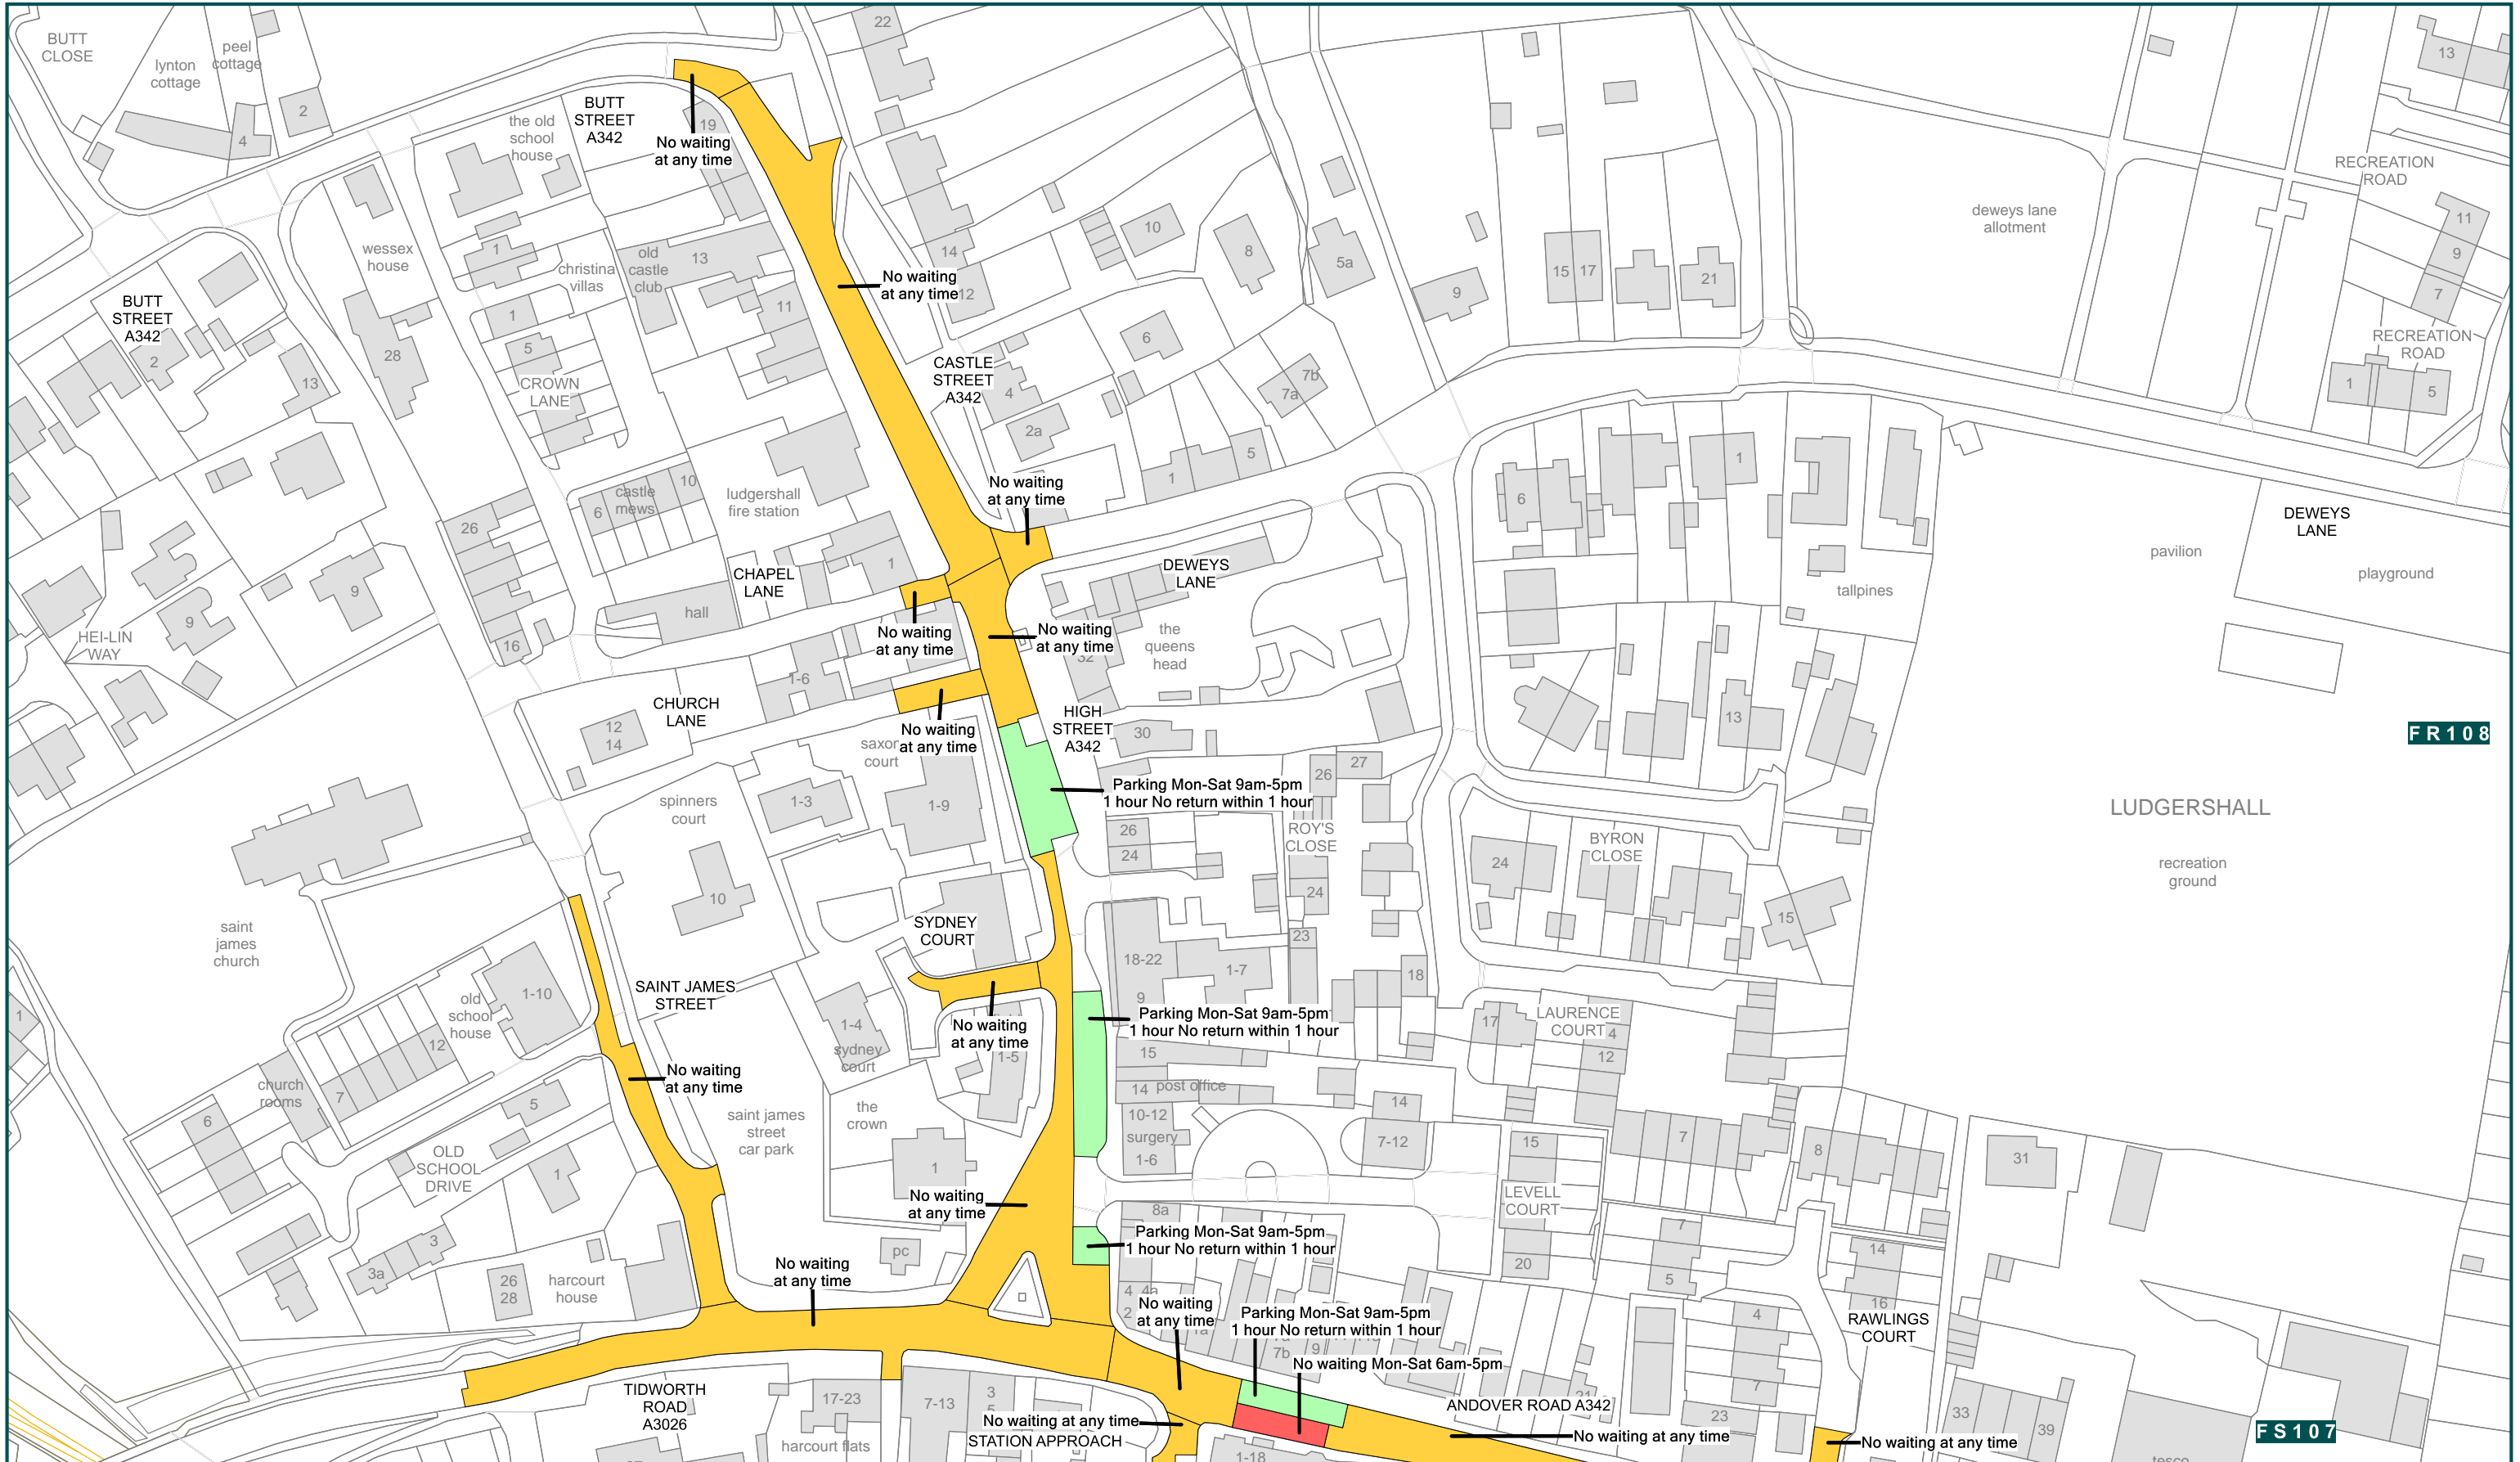 22
13
BUTT
CLOSE
peel
cottage
lynton
cottage
2
4
BUTT
STREET
A342
the old
school
house
19
No waiting
at any time
RECREATION
ROAD
deweys lane
allotment
11
9
7
wessex
house
1
old
castle
club
13
christina
villas
14
12
10
8
5a
No waiting
at any time
15 17
21
9
11
BUTT
STREET
A342
2
13
28
1
5
CROWN
LANE
CASTLE
STREET
A342
4
2a
6
7b
7a
RECREATION
ROAD
1
5
1
5
castle
mews
6
10
ludgershall
fire station
No waiting
at any time
6
1
26
DEWEYS
LANE
pavilion
playground
CHAPEL
LANE
1
DEWEYS
LANE
tallpines
9
9
hall
HEI-LIN
WAY
16
No waiting
at any time
No waiting
at any time
32
the
queens
head
1-6
CHURCH
LANE
12
14
No waiting
at any time
saxon
court
HIGH
STREET
A342
30
13
FR108
Parking Mon-Sat 9am-5pm
1 hour No return within 1 hour
26
27
spinners
court
1-3
1-9
LUDGERSHALL
26
24
ROY'S
CLOSE
24
24
BYRON
CLOSE
recreation
ground
10
15
saint
james
church
SYDNEY
COURT
23
18-22
1-7
9
18
SAINT JAMES
STREET
old
school
house
1-10
1
12
7
1-4
sydney
court
No waiting
at any time
1-5
Parking Mon-Sat 9am-5pm
1 hour No return within 1 hour
17
LAURENCE
COURT
4
12
15
14
post office
No waiting
at any time
church
rooms
6
5
OLD
SCHOOL
DRIVE
1
saint james
street
car park
the
crown
1
10-12
surgery
1-6
14
7-12
15
7
8
31
No waiting
at any time
LEVELL
COURT
8a
7
Parking Mon-Sat 9am-5pm
1 hour No return within 1 hour
3
3a
26
28
harcourt
house
pc
No waiting
at any time
20
5
14
16
4
4a
2
1a
No waiting
at any time
Parking Mon-Sat 9am-5pm
1 hour No return within 1 hour
7b
9
No waiting Mon-Sat 6am-5pm
4
7
RAWLINGS
COURT
TIDWORTH
ROAD
A3026
17-23
harcourt flats
7-13
3
5
No waiting at any time
STATION APPROACH
21
ANDOVER ROAD A342
23
No waiting at any time
No waiting at any time
33
39
FS107
1-18
tesco